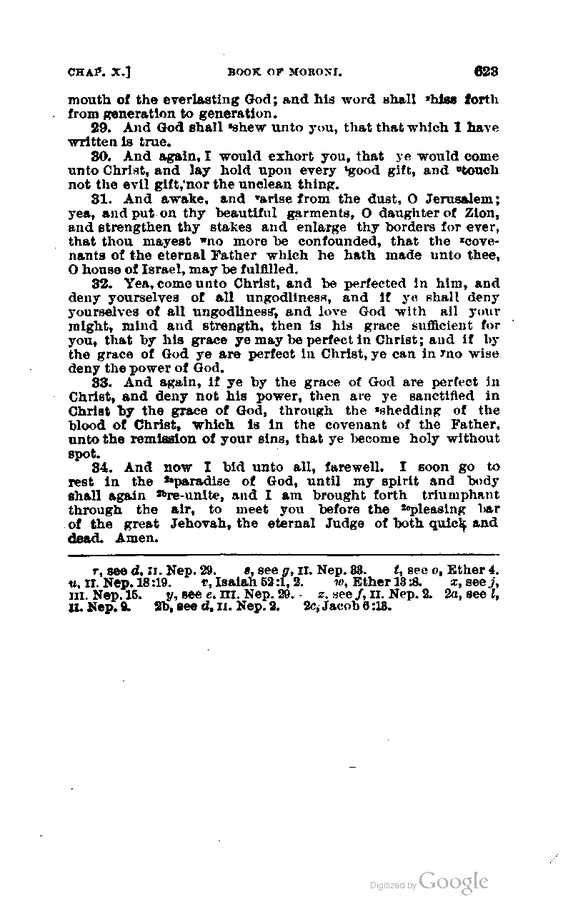 CHAP. X.] BOOK OF MORONI. 623
mouth of the everlasting God; and his word shall ʳhiss forth
from generation to generation.
29. And God shall ˢshew unto you, that that which I have
written is true.
30. And again, I would exhort you, that ye would come
unto Christ, and lay hold upon every ᵗgood gift, and ᵘtouch
not the evil gift, nor the unclean thing.
31. And awake, and ᵛarise from the dust, O Jerusalem;
yea, and put on thy beautiful garments, O daughter of Zion,
and strengthen thy stakes and enlarge thy borders for ever,
that thou mayest ʷno more be confounded, that the ˣcove-
nants of the eternal Father which he hath made unto thee,
O house of Israel, may be fulfilled.
32. Yea, come unto Christ, and be perfected in him, and
deny yourselves of all ungodliness, and if ye shall deny
yourselves of all ungodliness, and love God with all your
might, mind and strength, then is his grace sufficient for
you, that by his grace ye may be perfect in Christ; and if by
the grace of God ye are perfect in Christ, ye can in ʸno wise
deny the power of God.
33. And again, if ye by the grace of God are perfect in
Christ, and deny not his power, then are ye sanctified in
Christ by the grace of God, through the ᶻshedding of the
blood of Christ, which is in the covenant of the Father,
unto the remission of your sins, that ye become holy without
spot.
34. And now I bid unto all, farewell. I soon go to
rest in the ²ᵃparadise of God, until my spirit and body
shall again ²ᵇre-unite, and I am brought forth triumphant
through the air, to meet you before the ²ᶜpleasing bar
of the great Jehovah, the eternal Judge of both quick and
dead. Amen.
r, see d, II. Nep. 29. s, see g, II. Nep. 33. t, see o, Ether 4.
u, II. Nep. 18:19. v, Isaiah 52:1, 2. w, Ether 13:8. x, see j,
III. Nep. 15. y, see e, III. Nep. 29. z, see f, II. Nep. 2. 2a, see l,
II. Nep. 9. 2b, see d, II. Nep. 2. 2c, Jacob 6:13.
Digitized by Google